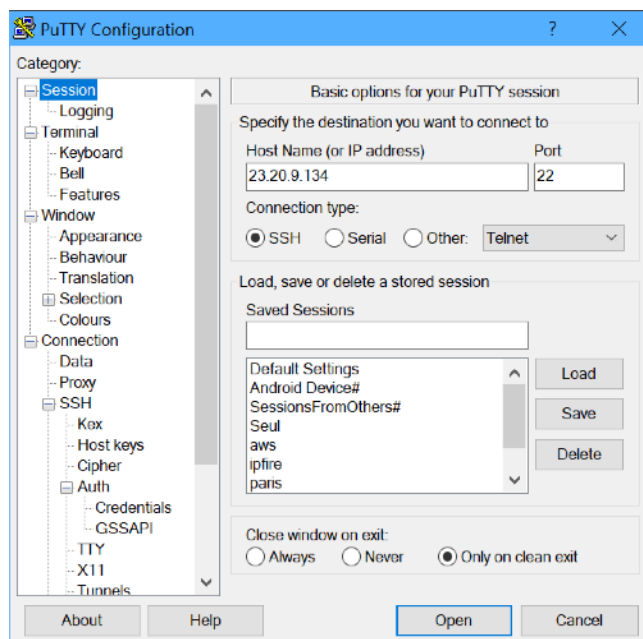 PuTTY Configuration
?
Category:
Session
Logging
Terminal
Keyboard
Bell
Features
Window
Appearance
Behaviour
Translation
Selection
Colours
Connection
Data
Proxy
SSH
Kex
Host keys
Cipher
Auth
Credentials
GSSAPI
TTY
X11
Tunnels
Basic options for your PuTTY session
Specify the destination you want to connect to
Host Name (or IP address) Port
23.20.9.134 22
Connection type:
SSH Serial Other: Telnet
Load, save or delete a stored session
Saved Sessions
Default Settings
Android Device#
SessionsFromOthers#
Seul
aws
ipfire
paris
Load
Save
Delete
Close window on exit:
Always Never Only on clean exit
About Help Open Cancel